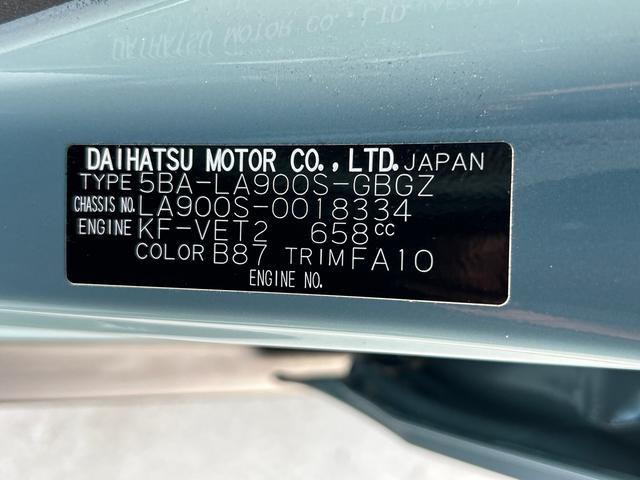 DAIHATSU MOTOR CO., LTD. JAPAN
TYPE 5BA-LA900S-GBGZ
CHASSIS NO. LA900S-0018334
ENGINE KF-VET2 658cc
COLOR B87 TRIM FA10
ENGINE NO.